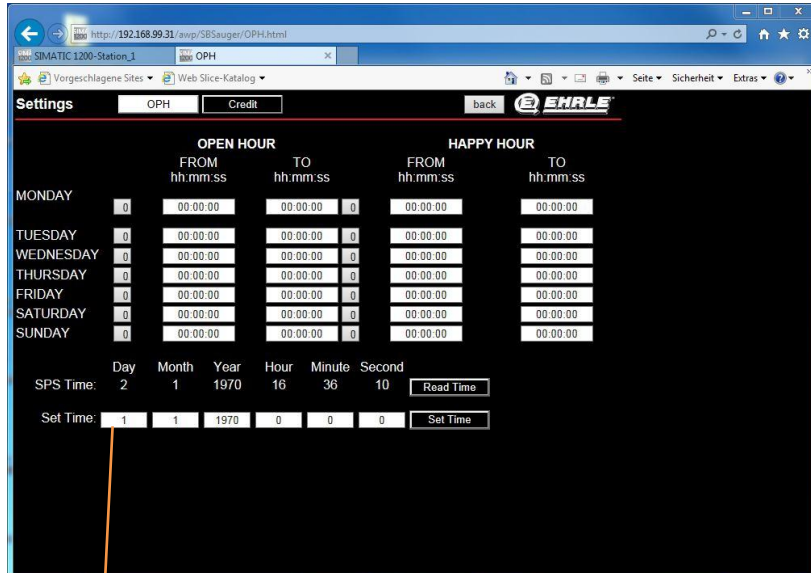 http://192.168.99.31/awp/SBSauger/OPH.html
SIMATIC 1200-Station_1 OPH
Vorgeschlagene Sites Web Slice-Katalog Seite Sicherheit Extras
Settings OPH Credit back EHRLE
OPEN HOUR HAPPY HOUR
FROM TO FROM TO
hh:mm:ss hh:mm:ss hh:mm:ss hh:mm:ss
MONDAY
0 00:00:00 00:00:00 0 00:00:00 00:00:00
TUESDAY 0 00:00:00 00:00:00 0 00:00:00 00:00:00
WEDNESDAY 0 00:00:00 00:00:00 0 00:00:00 00:00:00
THURSDAY 0 00:00:00 00:00:00 0 00:00:00 00:00:00
FRIDAY 0 00:00:00 00:00:00 0 00:00:00 00:00:00
SATURDAY 0 00:00:00 00:00:00 0 00:00:00 00:00:00
SUNDAY 0 00:00:00 00:00:00 0 00:00:00 00:00:00
Day Month Year Hour Minute Second
SPS Time: 2 1 1970 16 36 10 Read Time
Set Time: 1 1 1970 0 0 0 Set Time